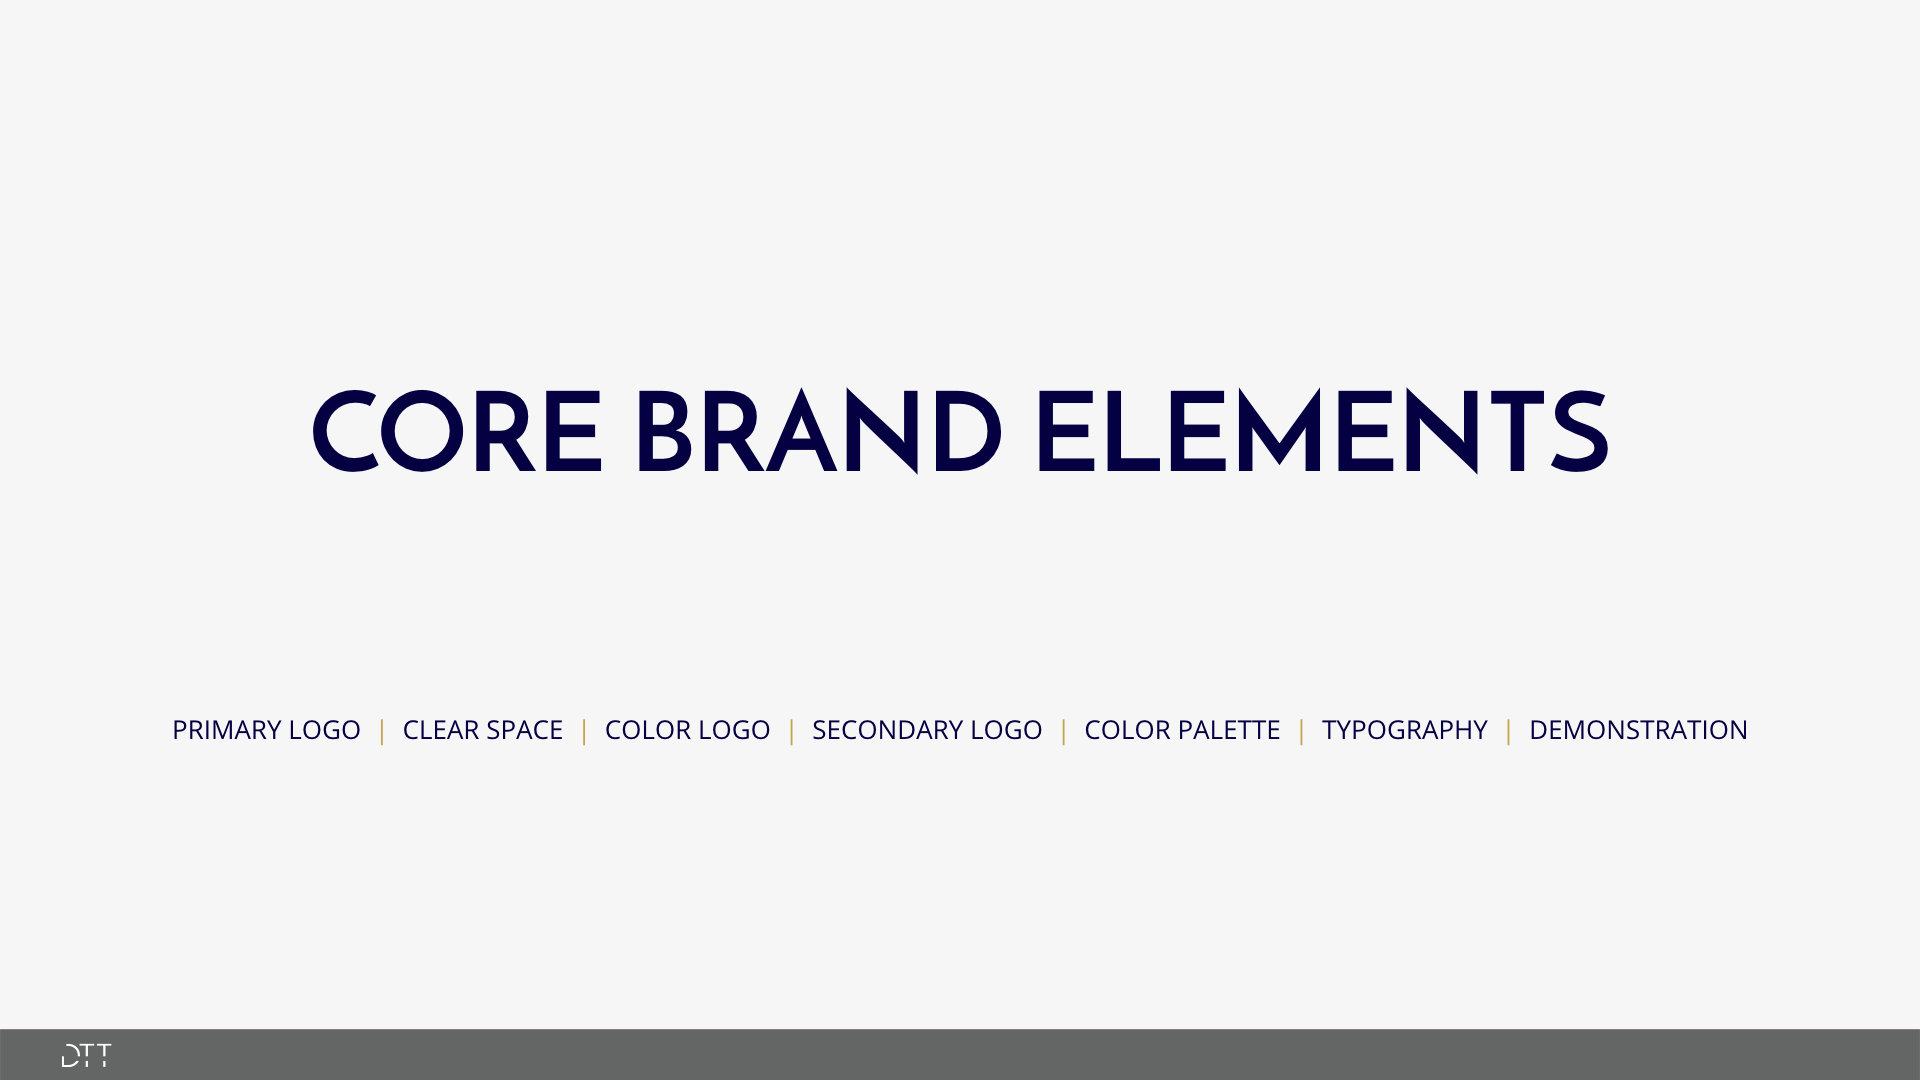 CORE BRAND ELEMENTS
PRIMARY LOGO | CLEAR SPACE | COLOR LOGO | SECONDARY LOGO | COLOR PALETTE | TYPOGRAPHY | DEMONSTRATION
DTT